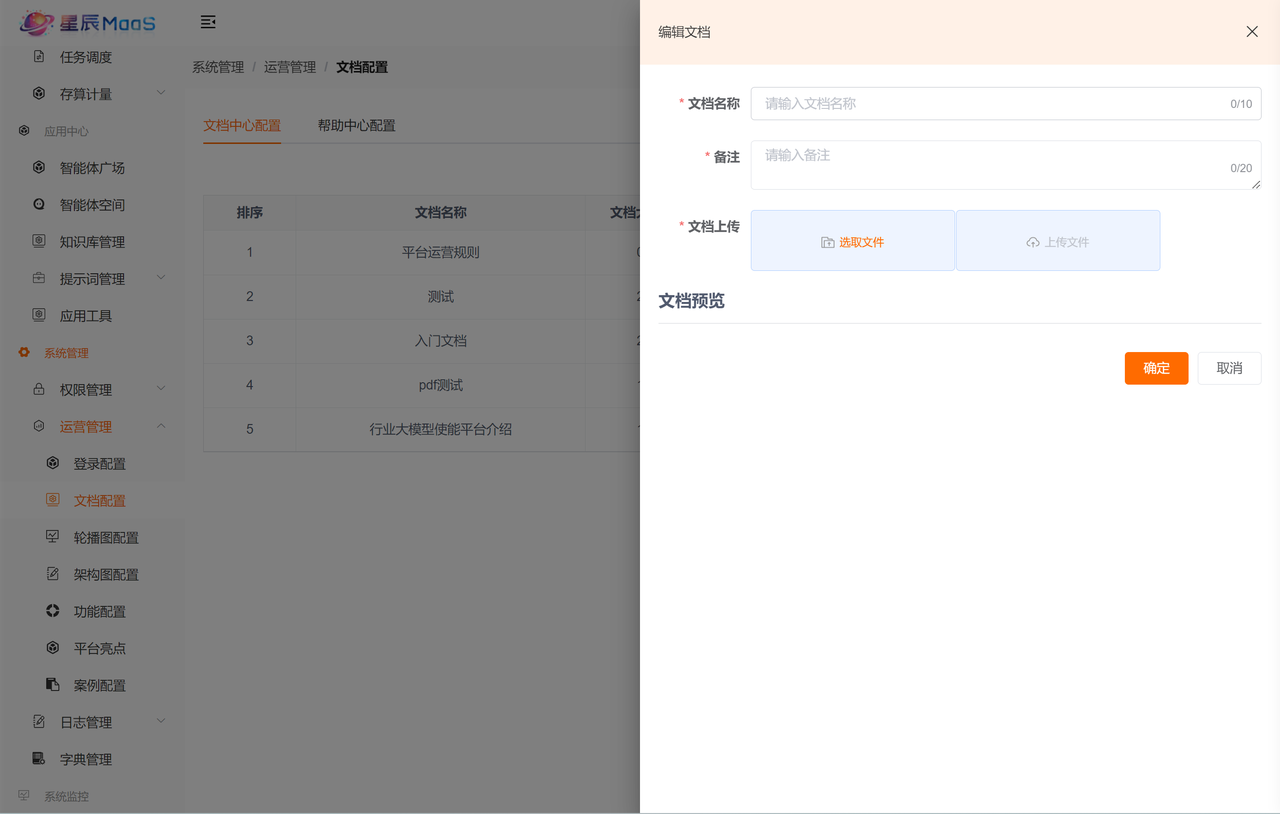 星辰MaaS
任务调度
存算计量
应用中心
智能体广场
智能体空间
知识库管理
提示词管理
应用工具
系统管理
权限管理
运营管理
登录配置
文档配置
轮播图配置
架构图配置
功能配置
平台亮点
案例配置
日志管理
字典管理
系统监控
系统管理 / 运营管理 / 文档配置
文档中心配置 帮助中心配置
排序 文档名称 文档
1 平台运营规则
2 测试
3 入门文档
4 pdf测试
5 行业大模型使能平台介绍
编辑文档
* 文档名称 请输入文档名称 0/10
* 备注 请输入备注 0/20
* 文档上传 选取文件 上传文件
文档预览
确定 取消